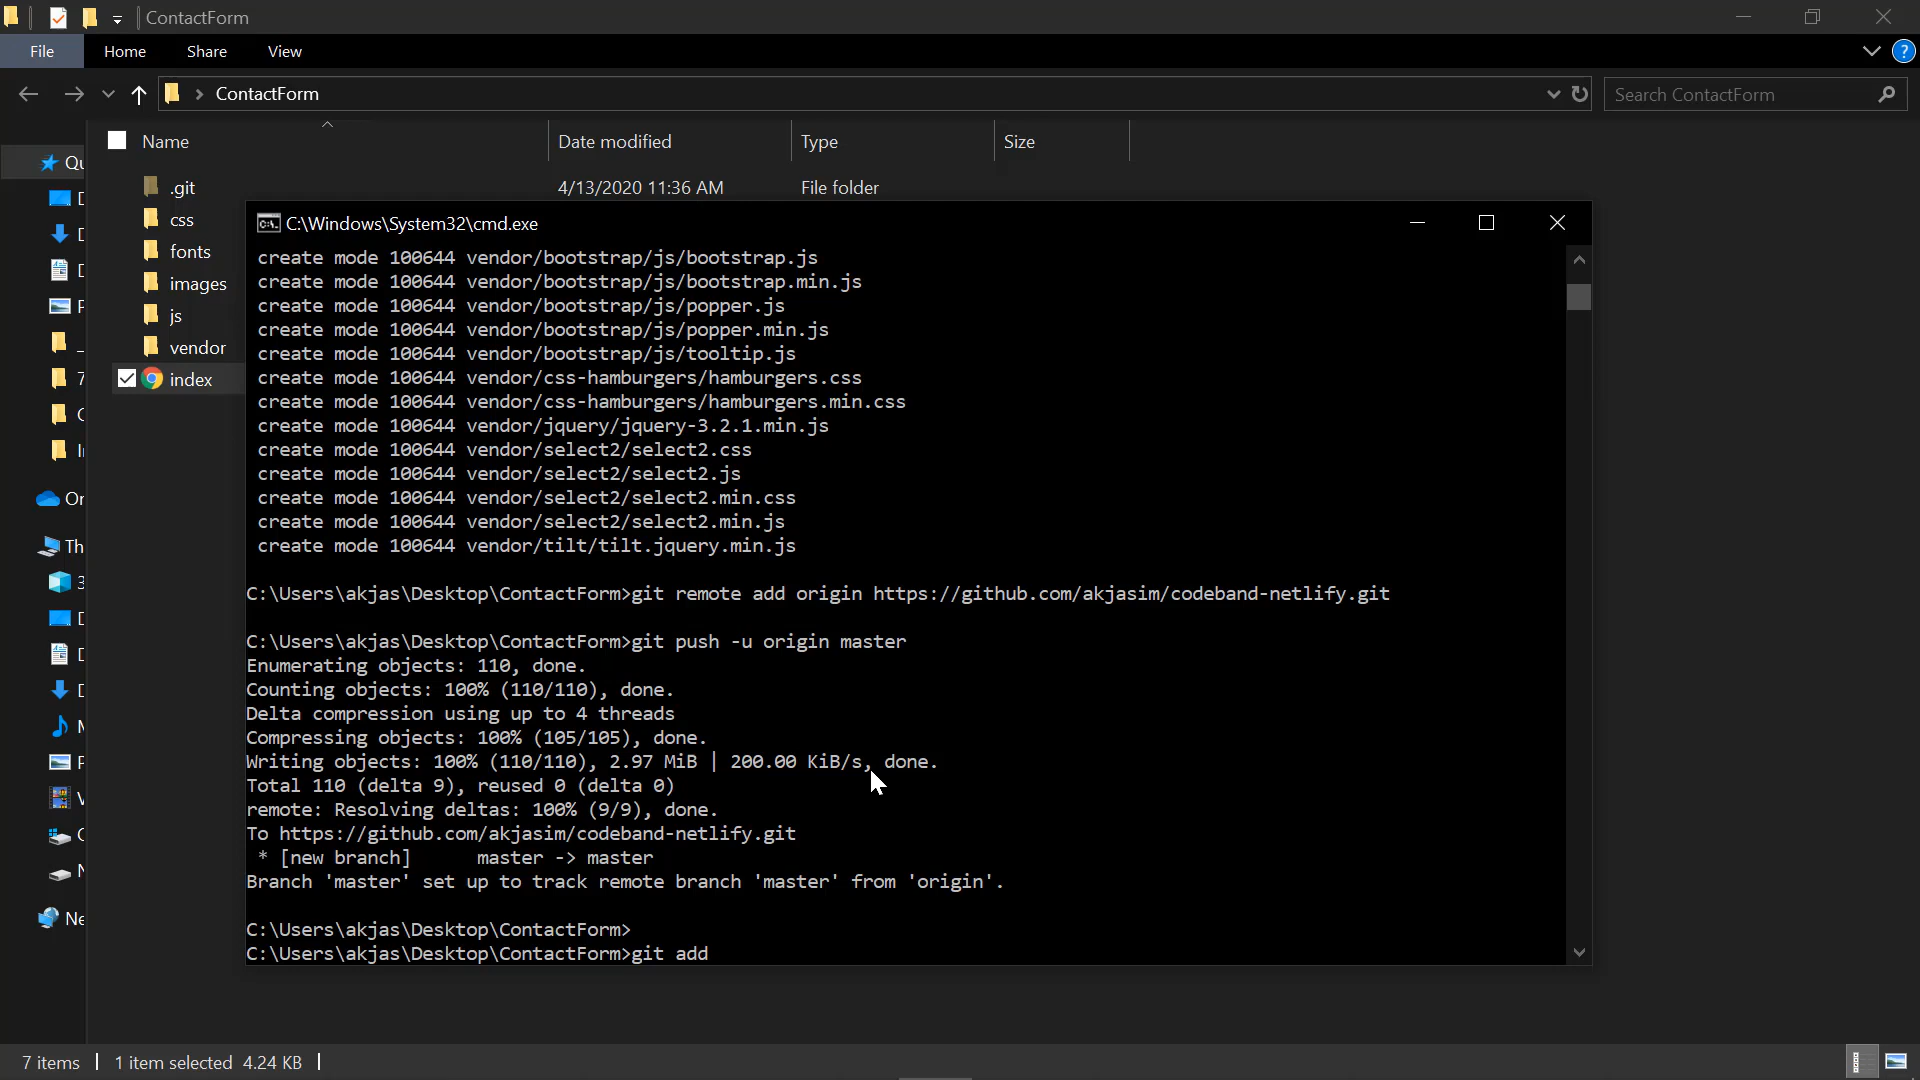 ContactForm
File Home Share View
ContactForm
Search ContactForm
Name Date modified Type Size
.git 4/13/2020 11:36 AM File folder
css
fonts
images
js
vendor
index
Qu
Or
Th
Ne
C:\Windows\System32\cmd.exe
create mode 100644 vendor/bootstrap/js/bootstrap.js
create mode 100644 vendor/bootstrap/js/bootstrap.min.js
create mode 100644 vendor/bootstrap/js/popper.js
create mode 100644 vendor/bootstrap/js/popper.min.js
create mode 100644 vendor/bootstrap/js/tooltip.js
create mode 100644 vendor/css-hamburgers/hamburgers.css
create mode 100644 vendor/css-hamburgers/hamburgers.min.css
create mode 100644 vendor/jquery/jquery-3.2.1.min.js
create mode 100644 vendor/select2/select2.css
create mode 100644 vendor/select2/select2.js
create mode 100644 vendor/select2/select2.min.css
create mode 100644 vendor/select2/select2.min.js
create mode 100644 vendor/tilt/tilt.jquery.min.js
C:\Users\akjas\Desktop\ContactForm>git remote add origin https://github.com/akjasim/codeband-netlify.git
C:\Users\akjas\Desktop\ContactForm>git push -u origin master
Enumerating objects: 110, done.
Counting objects: 100% (110/110), done.
Delta compression using up to 4 threads
Compressing objects: 100% (105/105), done.
Writing objects: 100% (110/110), 2.97 MiB | 200.00 KiB/s, done.
Total 110 (delta 9), reused 0 (delta 0)
remote: Resolving deltas: 100% (9/9), done.
To https://github.com/akjasim/codeband-netlify.git
* [new branch] master -> master
Branch 'master' set up to track remote branch 'master' from 'origin'.
C:\Users\akjas\Desktop\ContactForm>
C:\Users\akjas\Desktop\ContactForm>git add
7 items 1 item selected 4.24 KB